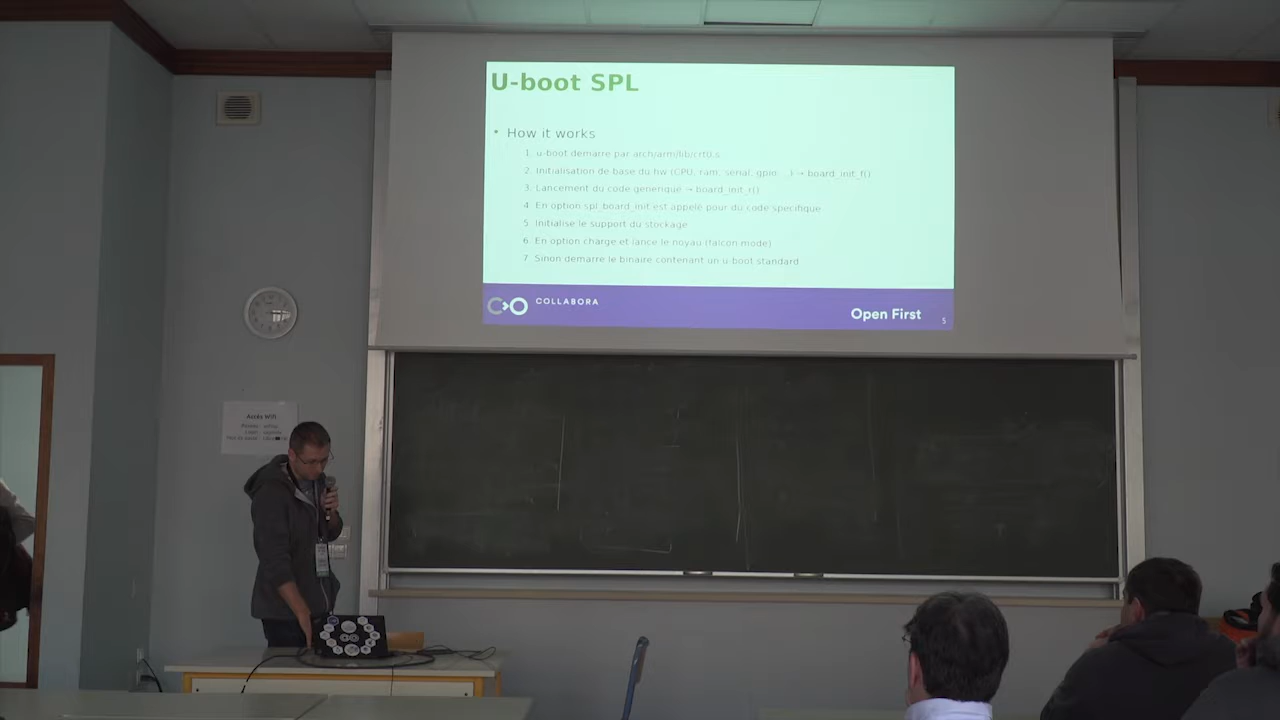 U-boot SPL
• How it works
1. u-boot demarre par arch/arm/lib/crt0.s
2. Initialisation de base du hw (CPU, ram, serial, gpio, ..) → board_init_f()
3. Lancement du code generique → board_init_r()
4 En option spl_board_init est appelé pour du code specifique
5 Initialise le support du stockage
6. En option charge et lance le noyau (falcon mode)
7 Sinon demarre le binaire contenant un u boot standard
COLLABORA
Open First
5
Accès Wifi